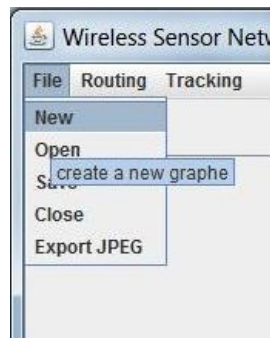 Wireless Sensor Netw
File Routing Tracking
New
Open
create a new graphe
Close
Export JPEG